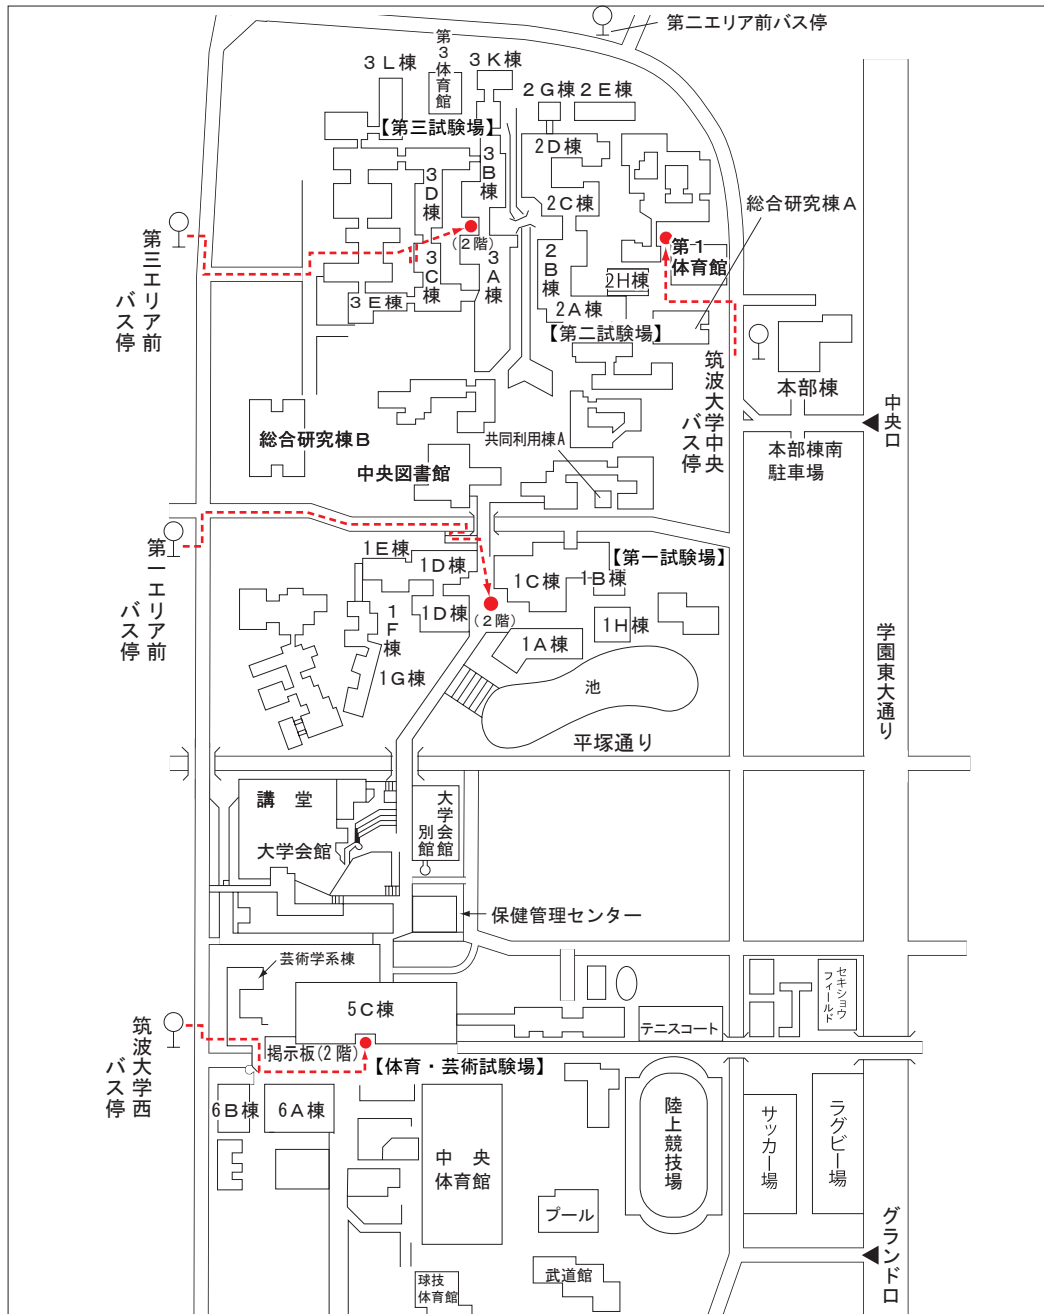 第二エリア前バス停
第3体育館
3L棟
3K棟
2G棟
2E棟
【第三試験場】
2D棟
3B棟
3D棟
2C棟
総合研究棟A
第三エリア前
バス停
(2階)
3C棟
3A棟
2B棟
第1
体育館
2H棟
3E棟
2A棟
【第二試験場】
筑波大学中央
バス停
本部棟
中央口
総合研究棟B
共同利用棟A
本部棟南
駐車場
中央図書館
第一エリア前
バス停
1E棟
1D棟
【第一試験場】
1C棟
1B棟
1D棟
1F棟
(2階)
1H棟
1A棟
学園東大通り
1G棟
池
平塚通り
講堂
大学会館
別館
大学会館
保健管理センター
芸術学系棟
セキショウ
フィールド
5C棟
筑波大学西
バス停
テニスコート
掲示板(2階)
【体育・芸術試験場】
6B棟
6A棟
陸上競技場
サッカー場
ラグビー場
中央
体育館
プール
グランド口
球技
体育館
武道館